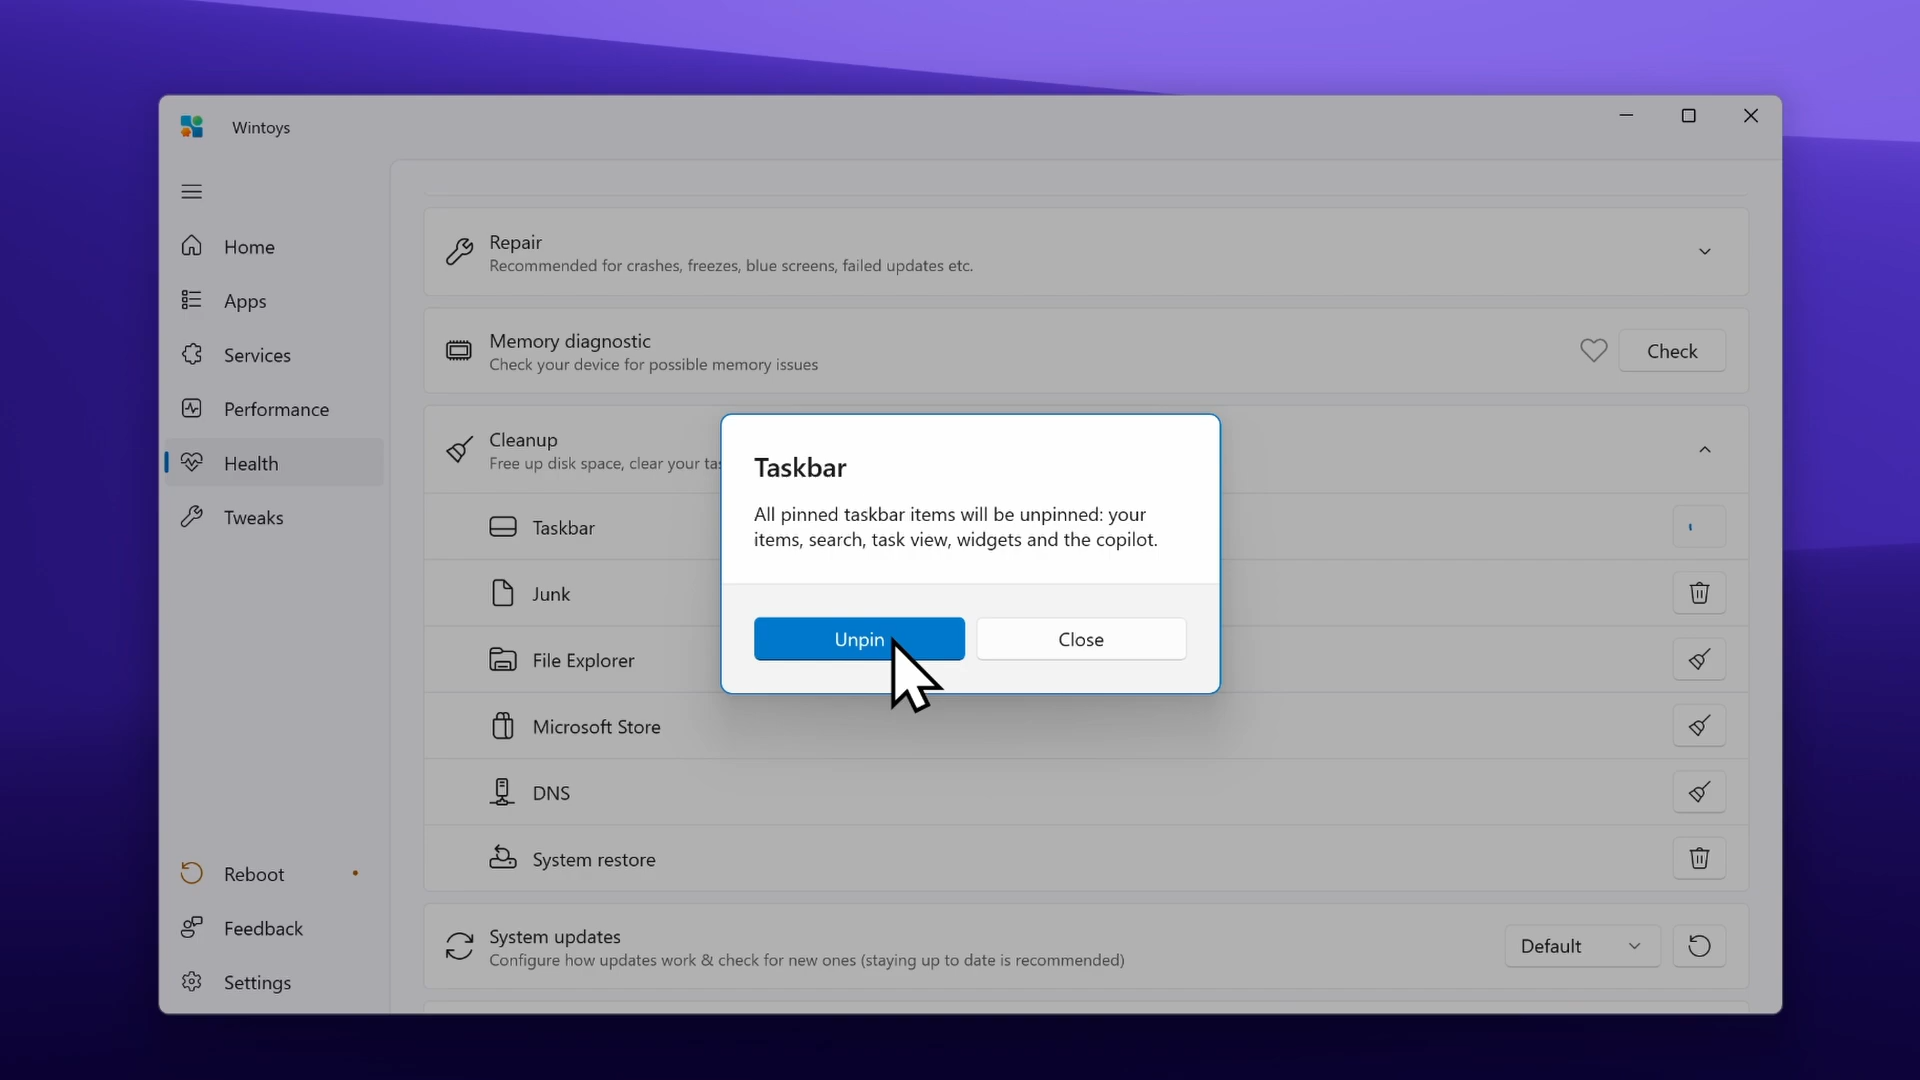 Wintoys
Home
Apps
Services
Performance
Health
Tweaks
Reboot
Feedback
Settings
Repair
Recommended for crashes, freezes, blue screens, failed updates etc.
Memory diagnostic
Check your device for possible memory issues
Check
Cleanup
Free up disk space, clear your
Taskbar
Junk
File Explorer
Microsoft Store
DNS
System restore
System updates
Configure how updates work & check for new ones (staying up to date is recommended)
Default
Taskbar
All pinned taskbar items will be unpinned: your
items, search, task view, widgets and the copilot.
Unpin
Close